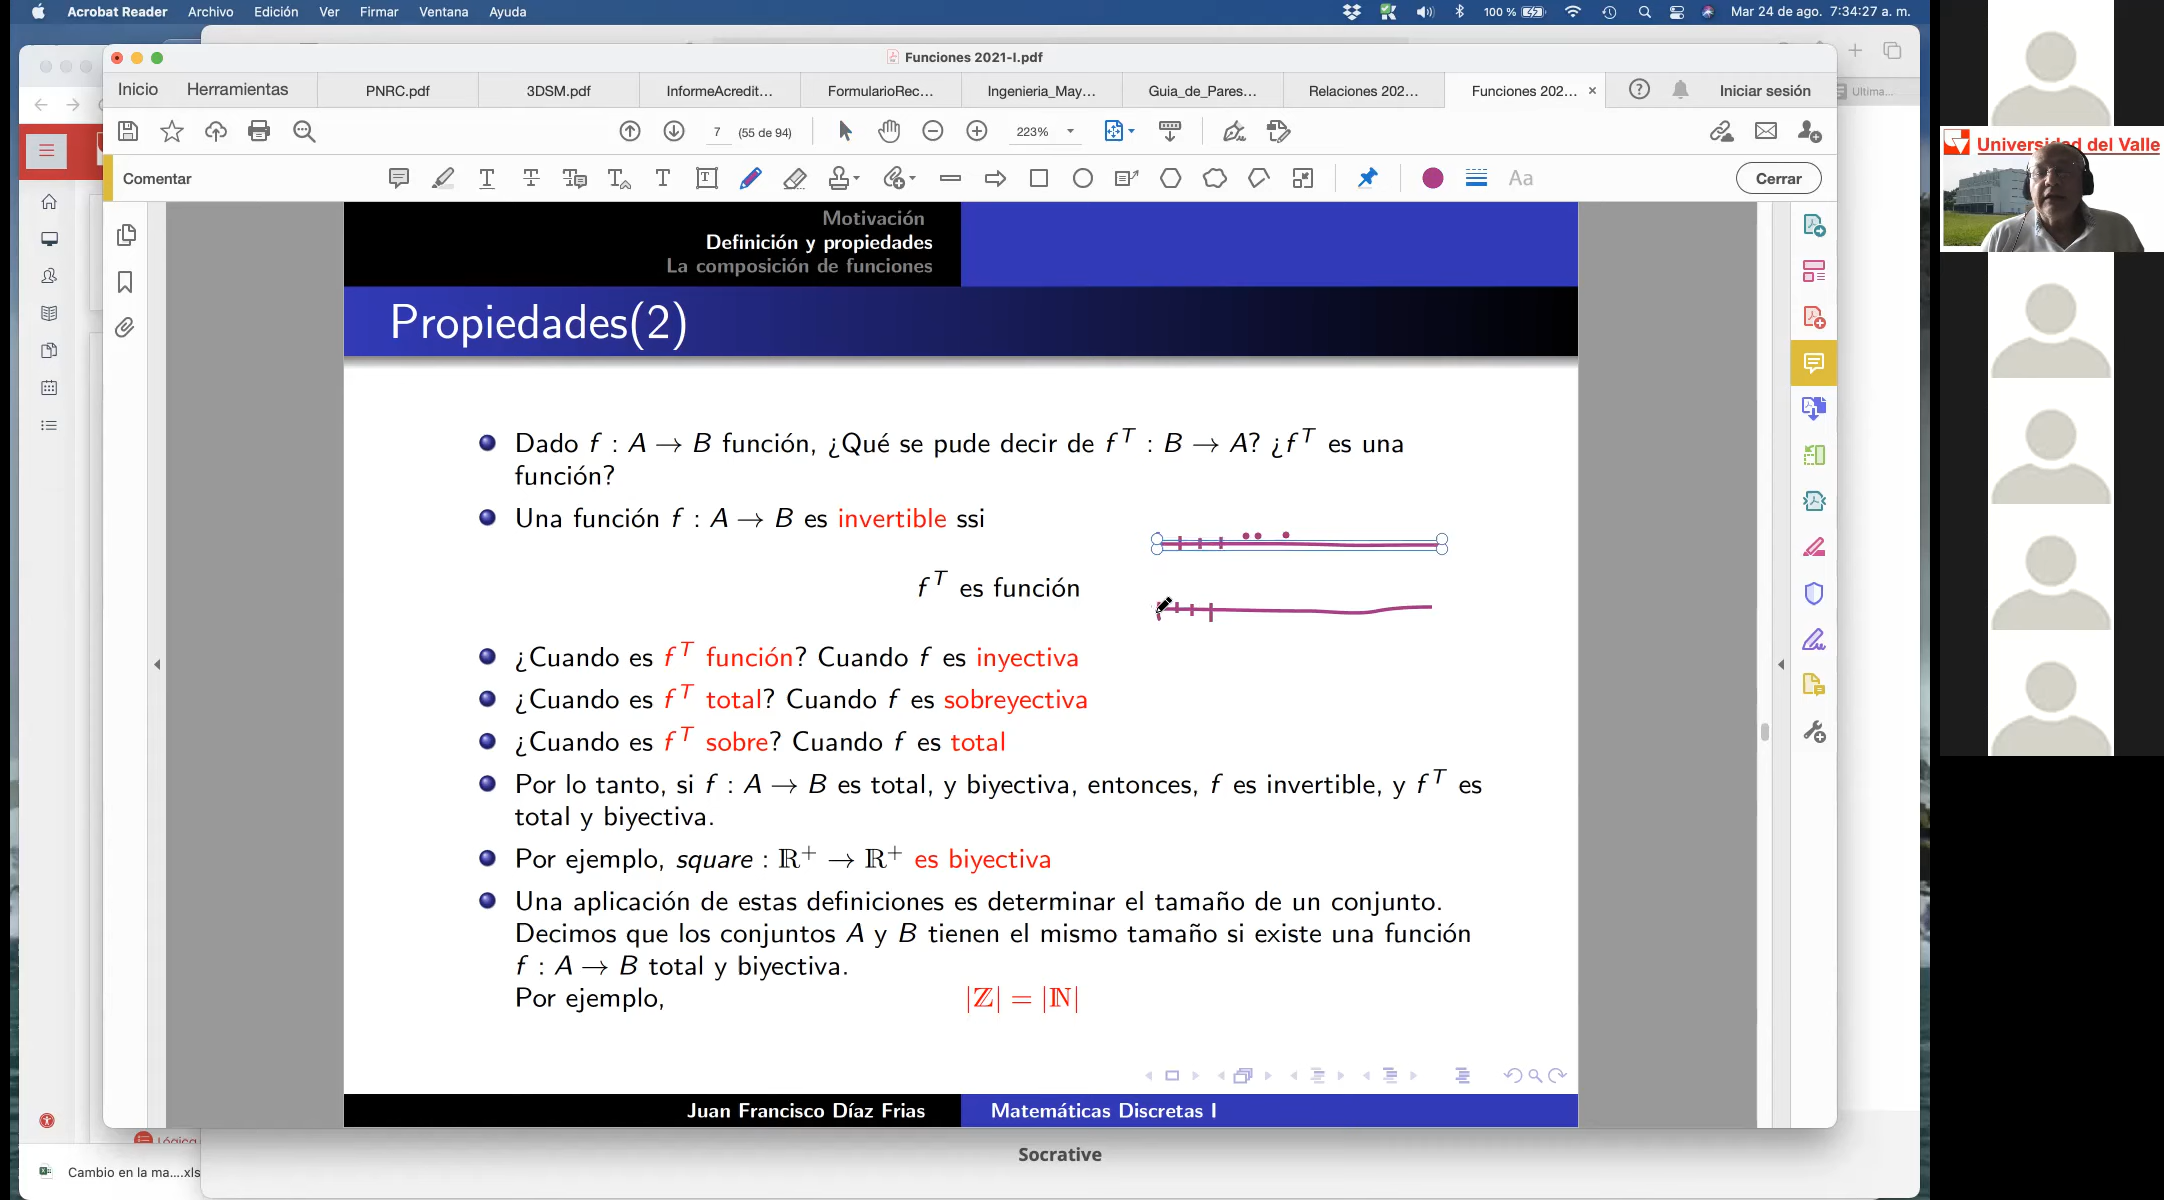 Acrobat Reader Archivo Edición Ver Firmar Ventana Ayuda 100 % Mar 24 de ago. 7:34:27 a. m.
Funciones 2021-I.pdf
Inicio Herramientas PNRC.pdf 3DSM.pdf InformeAcredit... FormularioRec... Ingenieria_May... Guia_de_Pares... Relaciones 202... Funciones 202... × Iniciar sesión
Ultima...
7 (55 de 94) 223%
Comentar Aa Cerrar
Universidad del Valle
Motivación
Definición y propiedades
La composición de funciones
Propiedades(2)
Dado f : A → B función, ¿Qué se pude decir de f^T : B → A? ¿f^T es una
función?
Una función f : A → B es invertible ssi
f^T es función
¿Cuando es f^T función? Cuando f es inyectiva
¿Cuando es f^T total? Cuando f es sobreyectiva
¿Cuando es f^T sobre? Cuando f es total
Por lo tanto, si f : A → B es total, y biyectiva, entonces, f es invertible, y f^T es
total y biyectiva.
Por ejemplo, square : ℝ⁺ → ℝ⁺ es biyectiva
Una aplicación de estas definiciones es determinar el tamaño de un conjunto.
Decimos que los conjuntos A y B tienen el mismo tamaño si existe una función
f : A → B total y biyectiva.
Por ejemplo, |ℤ| = |ℕ|
Juan Francisco Díaz Frias Matemáticas Discretas I
Lógica
Cambio en la ma....xls
Socrative